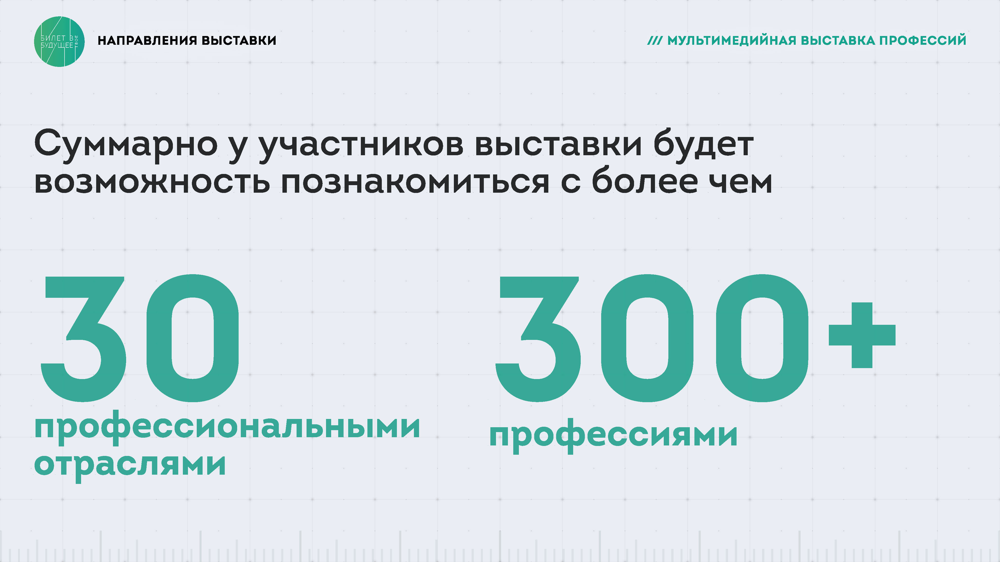 БИЛЕТ В
БУДУЩЕЕ
ТВОЕ
НАПРАВЛЕНИЯ ВЫСТАВКИ
/// МУЛЬТИМЕДИЙНАЯ ВЫСТАВКА ПРОФЕССИЙ
Суммарно у участников выставки будет
возможность познакомиться с более чем
30
профессиональными
отраслями
300+
профессиями